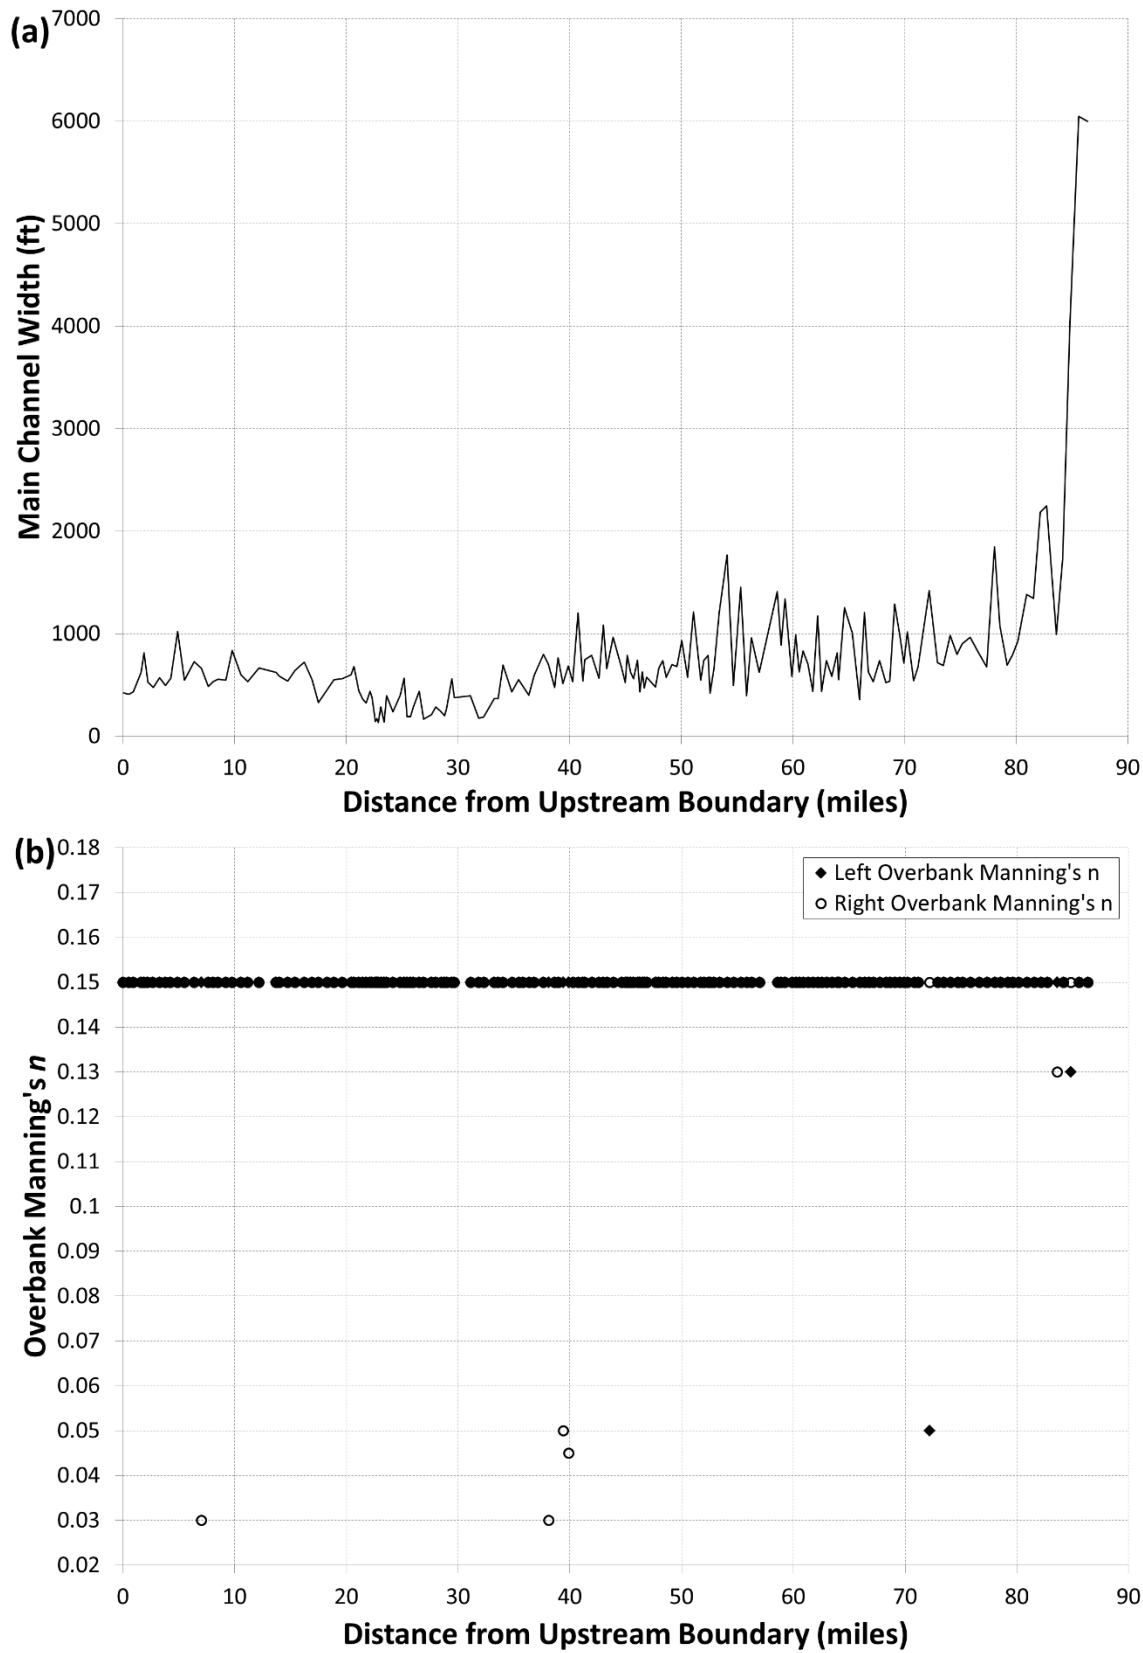 (a)
7000
6000
5000
4000
3000
2000
1000
0
Main Channel Width (ft)
0 10 20 30 40 50 60 70 80 90
Distance from Upstream Boundary (miles)
(b)
0.18
0.17
0.16
0.15
0.14
0.13
0.12
0.11
0.1
0.09
0.08
0.07
0.06
0.05
0.04
0.03
0.02
Overbank Manning's n
Left Overbank Manning's n
Right Overbank Manning's n
0 10 20 30 40 50 60 70 80 90
Distance from Upstream Boundary (miles)